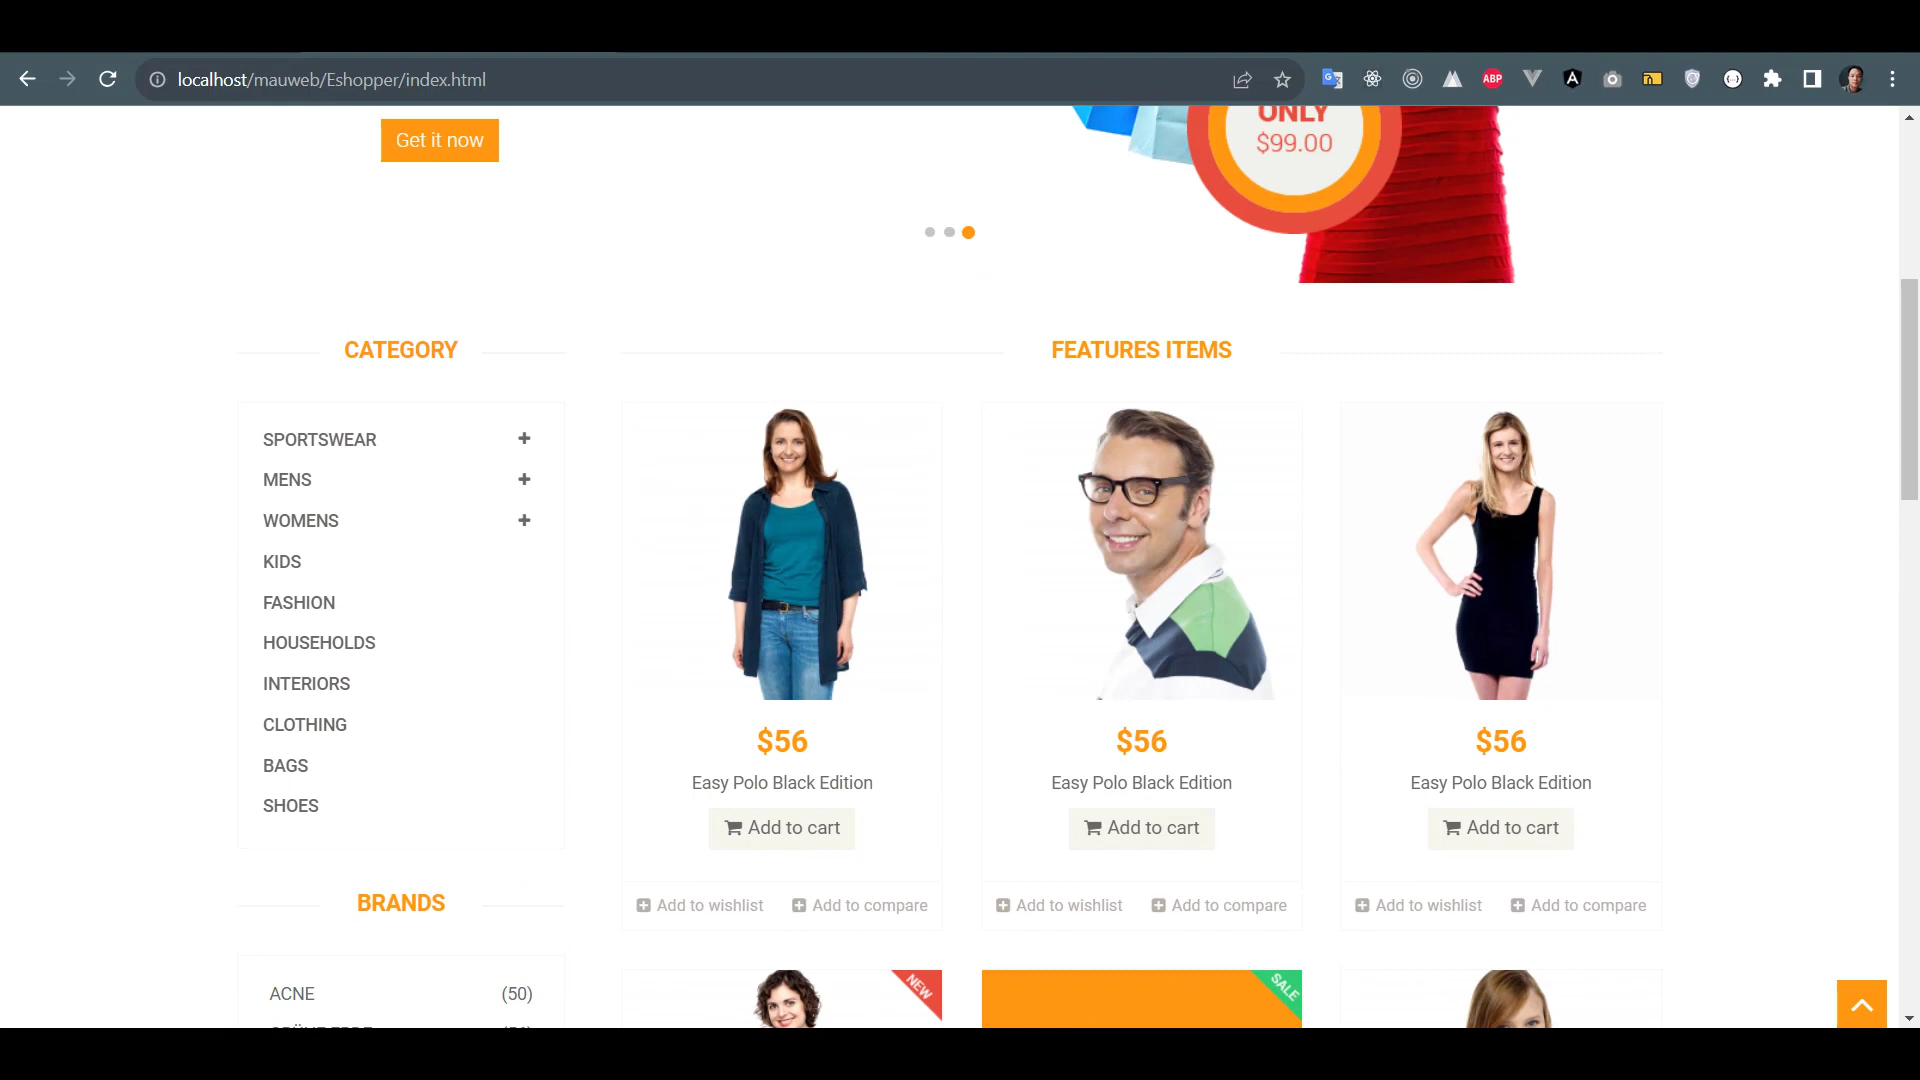 localhost/mauweb/Eshopper/index.html
ABP
Get it now
ONLY
$99.00
CATEGORY
SPORTSWEAR
MENS
WOMENS
KIDS
FASHION
HOUSEHOLDS
INTERIORS
CLOTHING
BAGS
SHOES
BRANDS
ACNE (50)
FEATURES ITEMS
$56
Easy Polo Black Edition
Add to cart
Add to wishlist Add to compare
$56
Easy Polo Black Edition
Add to cart
Add to wishlist Add to compare
$56
Easy Polo Black Edition
Add to cart
Add to wishlist Add to compare
NEW
SALE